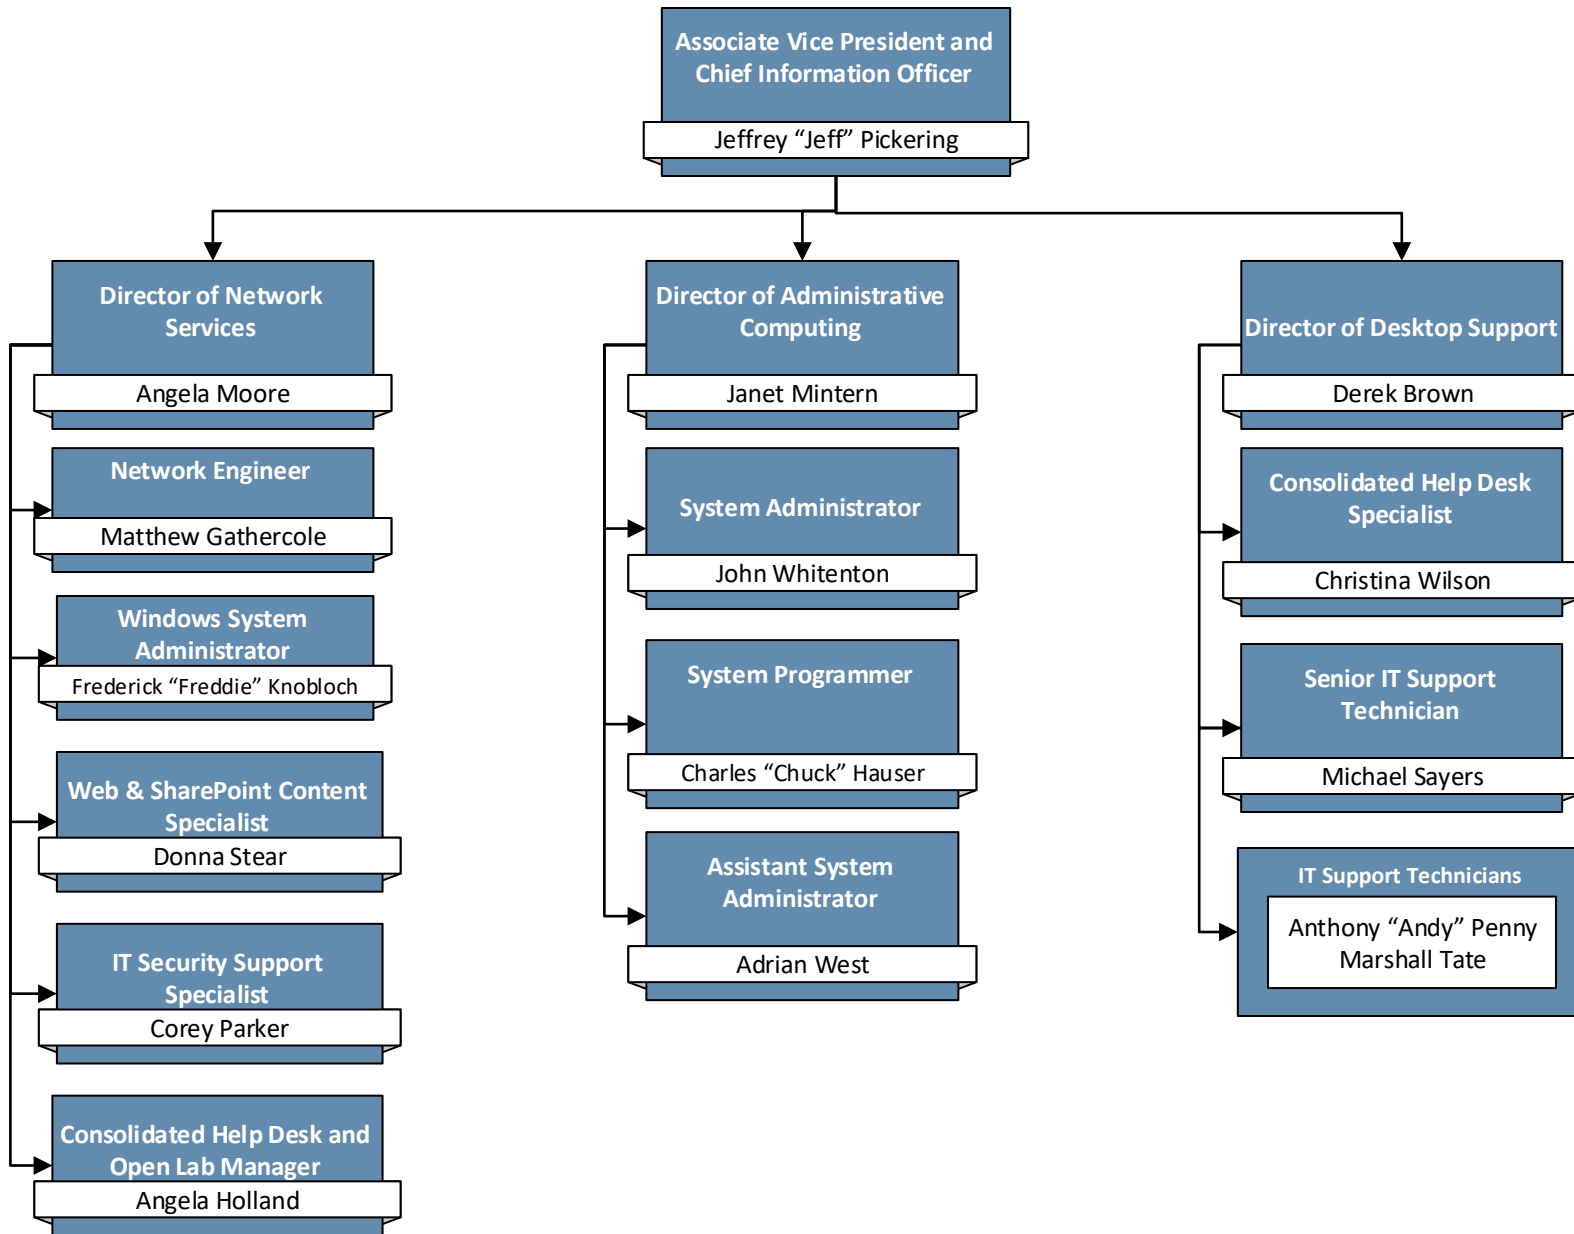 Associate Vice President and
Chief Information Officer
Jeffrey “Jeff” Pickering
Director of Network
Services
Angela Moore
Network Engineer
Matthew Gathercole
Windows System
Administrator
Frederick “Freddie” Knobloch
Web & SharePoint Content
Specialist
Donna Stear
IT Security Support
Specialist
Corey Parker
Consolidated Help Desk and
Open Lab Manager
Angela Holland
Director of Administrative
Computing
Janet Mintern
System Administrator
John Whitenton
System Programmer
Charles “Chuck” Hauser
Assistant System
Administrator
Adrian West
Director of Desktop Support
Derek Brown
Consolidated Help Desk
Specialist
Christina Wilson
Senior IT Support
Technician
Michael Sayers
IT Support Technicians
Anthony “Andy” Penny
Marshall Tate